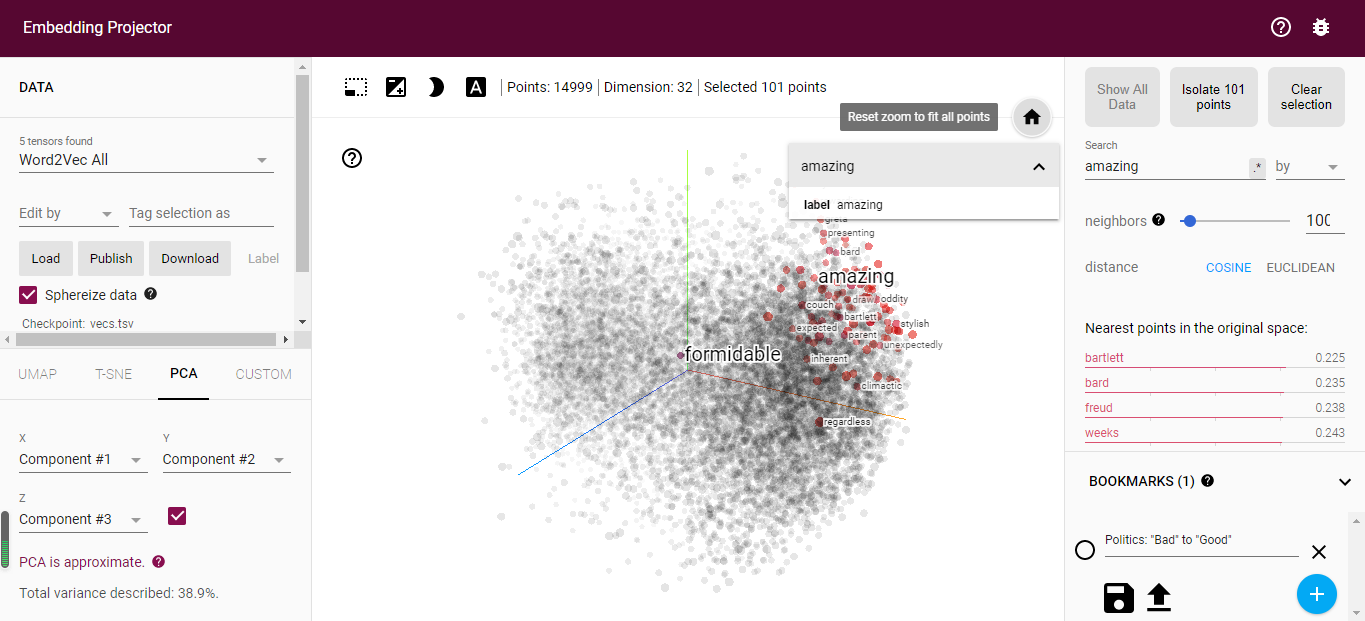 Embedding Projector
DATA
5 tensors found
Word2Vec All
Edit by
Tag selection as
Load
Publish
Download
Label
Sphereize data
Checkpoint: vecs.tsv
UMAP
T-SNE
PCA
CUSTOM
X
Component #1
Y
Component #2
Z
Component #3
PCA is approximate.
Total variance described: 38.9%.
A
Points: 14999
Dimension: 32
Selected 101 points
Reset zoom to fit all points
amazing
label amazing
greta
presenting
bard
amazing
couch
draw
oddity
bartlett
stylish
expected
parent
unexpectedly
formidable
inherent
climactic
regardless
Show All
Data
Isolate 101
points
Clear
selection
Search
amazing
.*
by
neighbors
100
distance
COSINE
EUCLIDEAN
Nearest points in the original space:
bartlett 0.225
bard 0.235
freud 0.238
weeks 0.243
BOOKMARKS (1)
Politics: "Bad" to "Good"